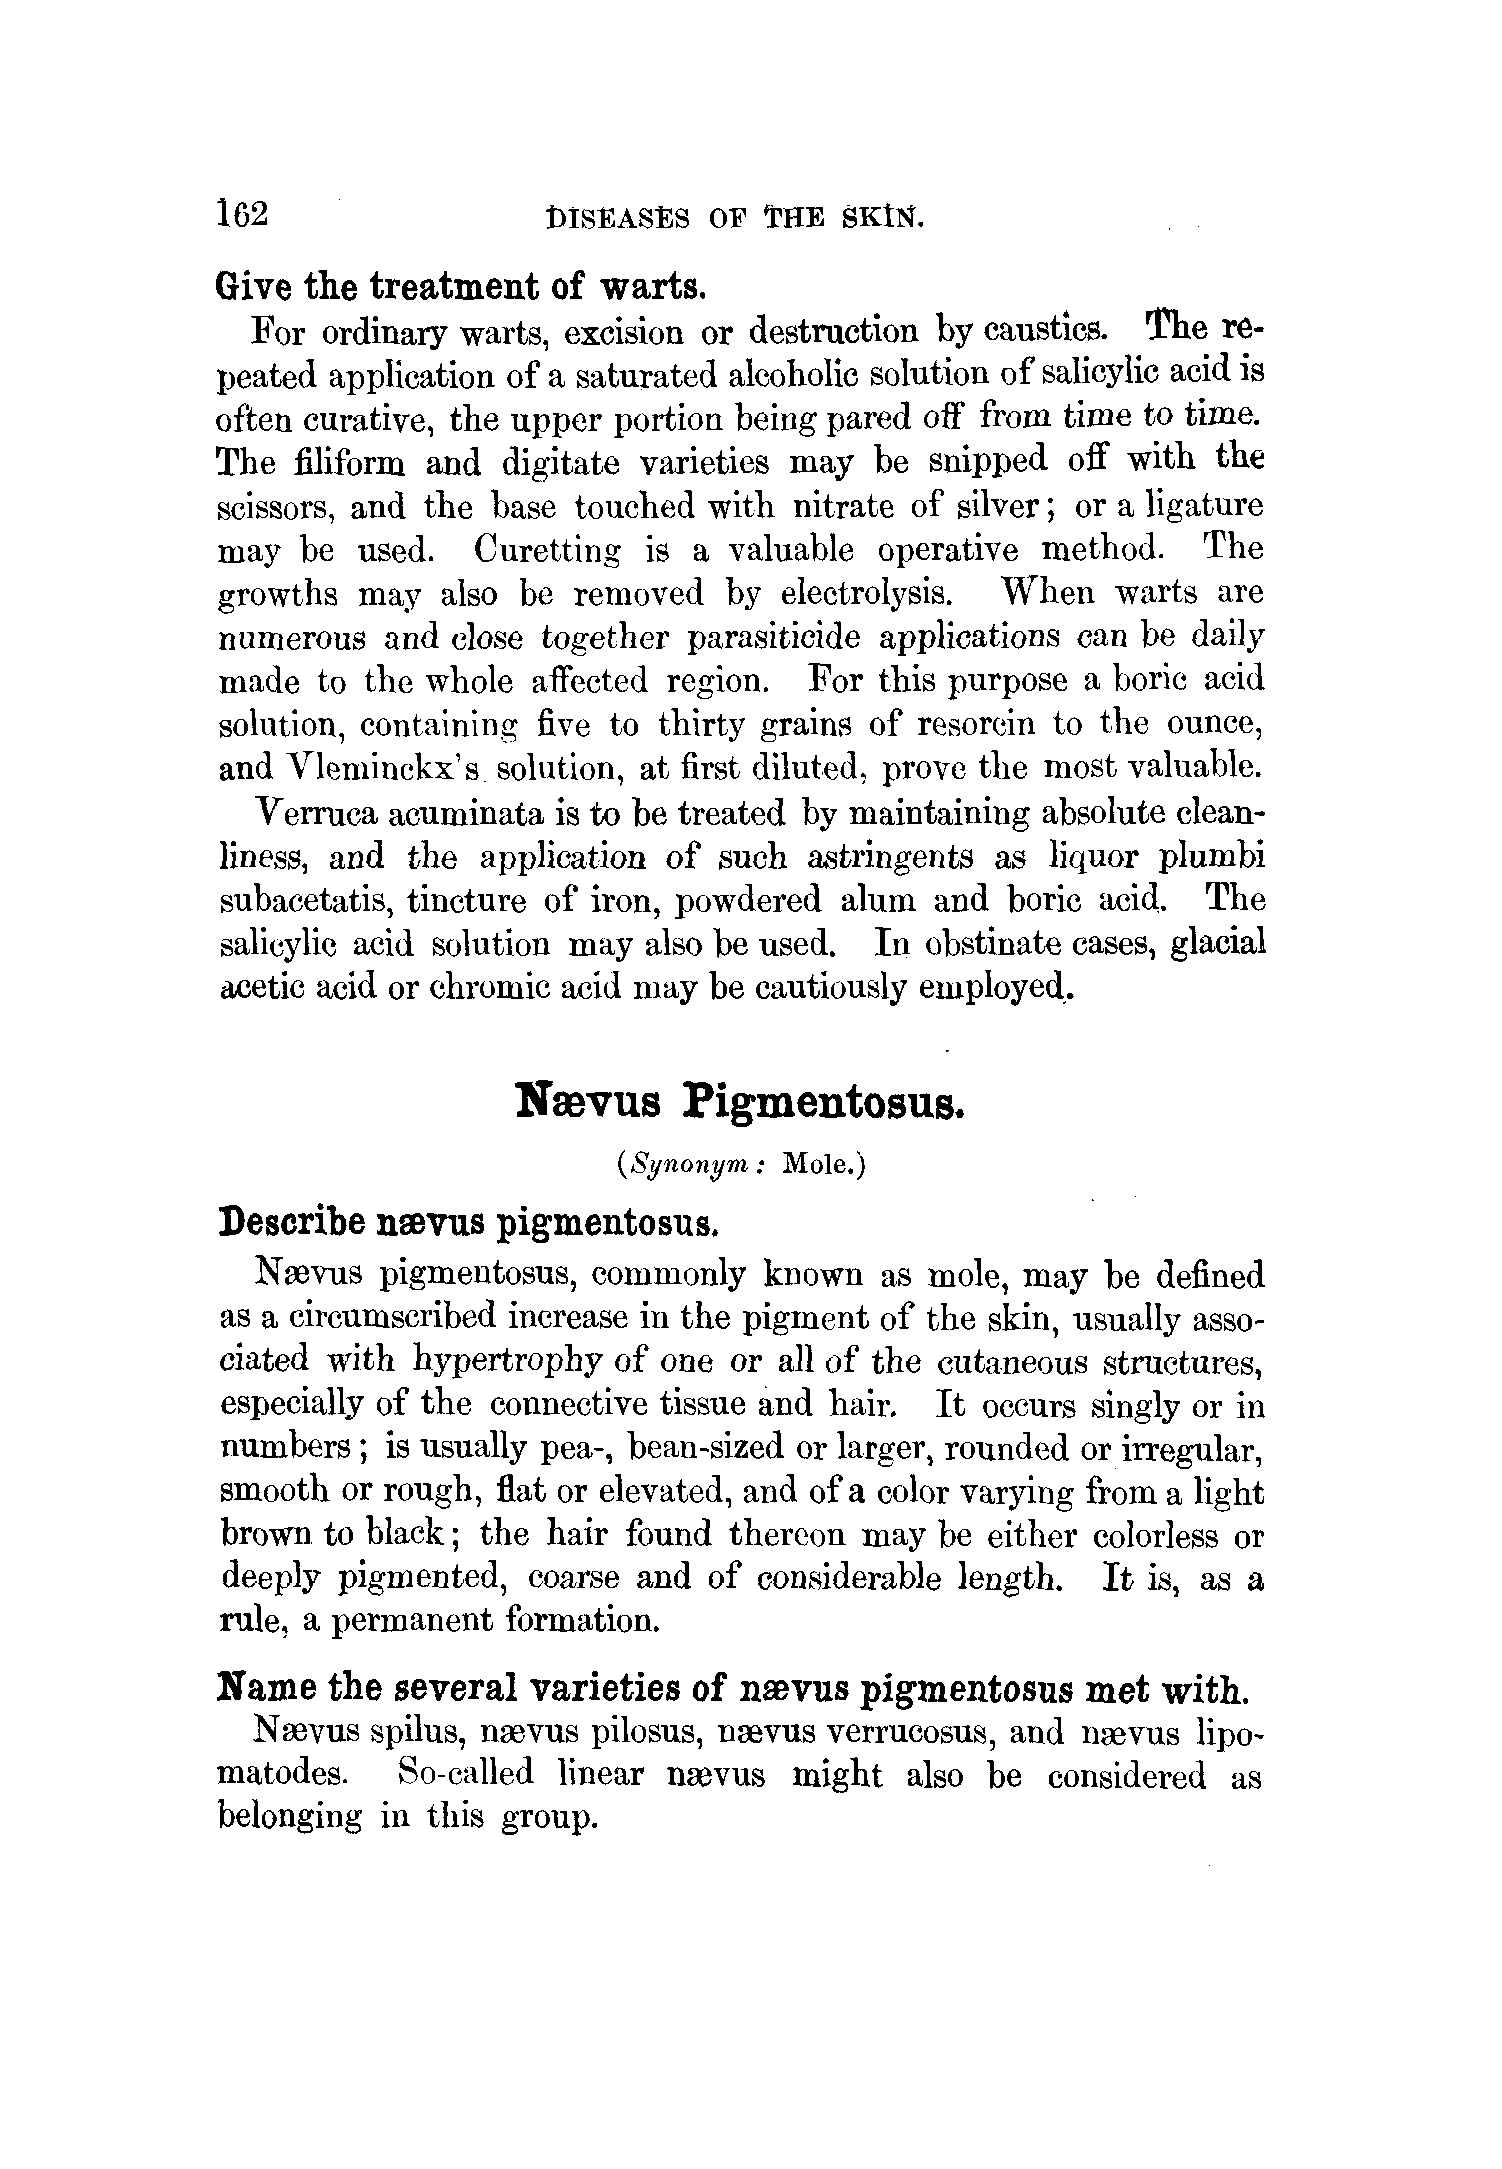 162 DISEASES OF THE SKIN.
Give the treatment of warts.
For ordinary warts, excision or destruction by caustics. The re-
peated application of a saturated alcoholic solution of salicylic acid is
often curative, the upper portion being pared off from time to time.
The filiform and digitate varieties may be snipped off with the
scissors, and the base touched with nitrate of silver; or a ligature
may be used. Curetting is a valuable operative method. The
growths may also be removed by electrolysis. When warts are
numerous and close together parasiticide applications can be daily
made to the whole affected region. For this purpose a boric acid
solution, containing five to thirty grains of resorcin to the ounce,
and Vleminckx's solution, at first diluted, prove the most valuable.
Verruca acuminata is to be treated by maintaining absolute clean-
liness, and the application of such astringents as liquor plumbi
subacetatis, tincture of iron, powdered alum and boric acid. The
salicylic acid solution may also be used. In obstinate cases, glacial
acetic acid or chromic acid may be cautiously employed.
Nævus Pigmentosus.
(Synonym: Mole.)
Describe nævus pigmentosus.
Nævus pigmentosus, commonly known as mole, may be defined
as a circumscribed increase in the pigment of the skin, usually asso-
ciated with hypertrophy of one or all of the cutaneous structures,
especially of the connective tissue and hair. It occurs singly or in
numbers; is usually pea-, bean-sized or larger, rounded or irregular,
smooth or rough, flat or elevated, and of a color varying from a light
brown to black; the hair found thereon may be either colorless or
deeply pigmented, coarse and of considerable length. It is, as a
rule, a permanent formation.
Name the several varieties of nævus pigmentosus met with.
Nævus spilus, nævus pilosus, nævus verrucosus, and nævus lipo-
matodes. So-called linear nævus might also be considered as
belonging in this group.